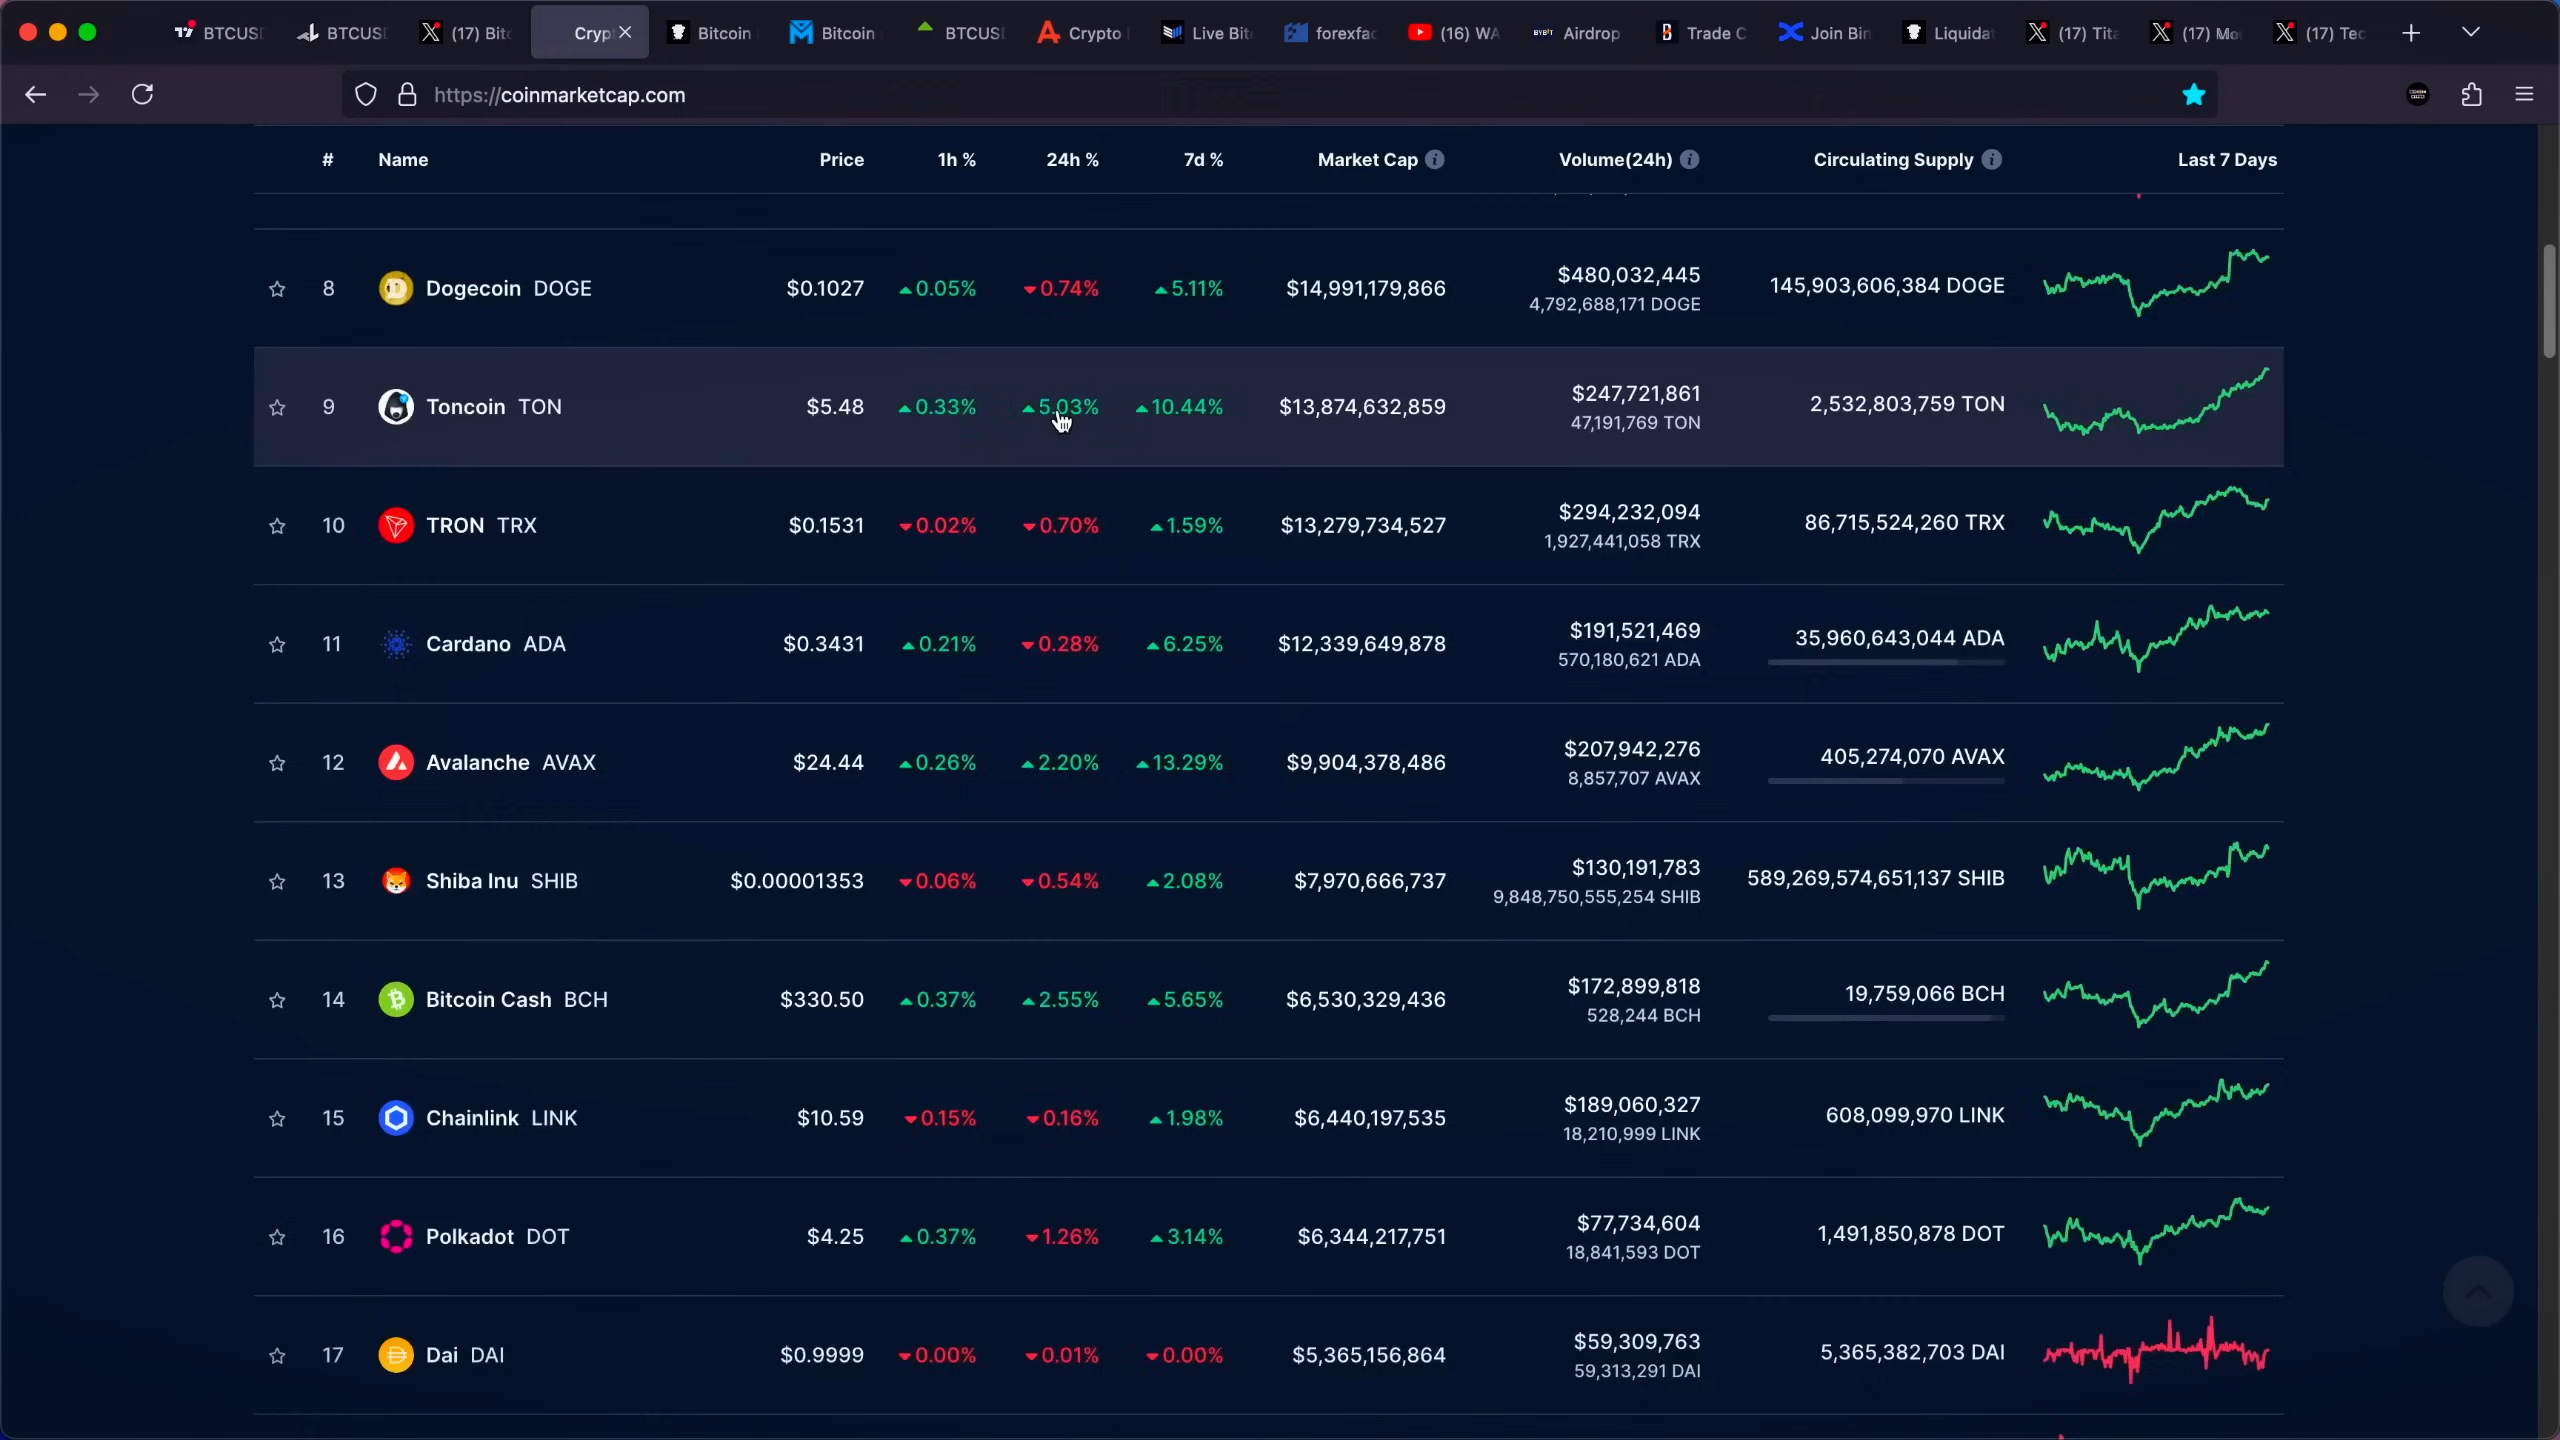 BTCUS
BTCUS
(17) Bitc
Cryp
Bitcoin
Bitcoin
BTCUS
Crypto
Live Bit
forexfac
(16) WA
BYBIT Airdrop
Trade C
Join Bin
Liquida
(17) Tita
(17) Mo
(17) Tec
https://coinmarketcap.com
# Name Price 1h % 24h % 7d % Market Cap Volume(24h) Circulating Supply Last 7 Days
8 Dogecoin DOGE $0.1027 0.05% 0.74% 5.11% $14,991,179,866 $480,032,445 145,903,606,384 DOGE
4,792,688,171 DOGE
9 Toncoin TON $5.48 0.33% 5.03% 10.44% $13,874,632,859 $247,721,861 2,532,803,759 TON
47,191,769 TON
10 TRON TRX $0.1531 0.02% 0.70% 1.59% $13,279,734,527 $294,232,094 86,715,524,260 TRX
1,927,441,058 TRX
11 Cardano ADA $0.3431 0.21% 0.28% 6.25% $12,339,649,878 $191,521,469 35,960,643,044 ADA
570,180,621 ADA
12 Avalanche AVAX $24.44 0.26% 2.20% 13.29% $9,904,378,486 $207,942,276 405,274,070 AVAX
8,857,707 AVAX
13 Shiba Inu SHIB $0.00001353 0.06% 0.54% 2.08% $7,970,666,737 $130,191,783 589,269,574,651,137 SHIB
9,848,750,555,254 SHIB
14 Bitcoin Cash BCH $330.50 0.37% 2.55% 5.65% $6,530,329,436 $172,899,818 19,759,066 BCH
528,244 BCH
15 Chainlink LINK $10.59 0.15% 0.16% 1.98% $6,440,197,535 $189,060,327 608,099,970 LINK
18,210,999 LINK
16 Polkadot DOT $4.25 0.37% 1.26% 3.14% $6,344,217,751 $77,734,604 1,491,850,878 DOT
18,841,593 DOT
17 Dai DAI $0.9999 0.00% 0.01% 0.00% $5,365,156,864 $59,309,763 5,365,382,703 DAI
59,313,291 DAI